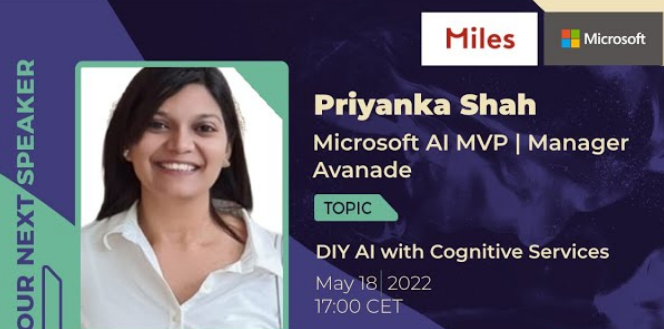 OUR NEXT SPEAKER
Miles
Microsoft
Priyanka Shah
Microsoft AI MVP | Manager
Avanade
TOPIC
DIY AI with Cognitive Services
May 18 2022
17:00 CET